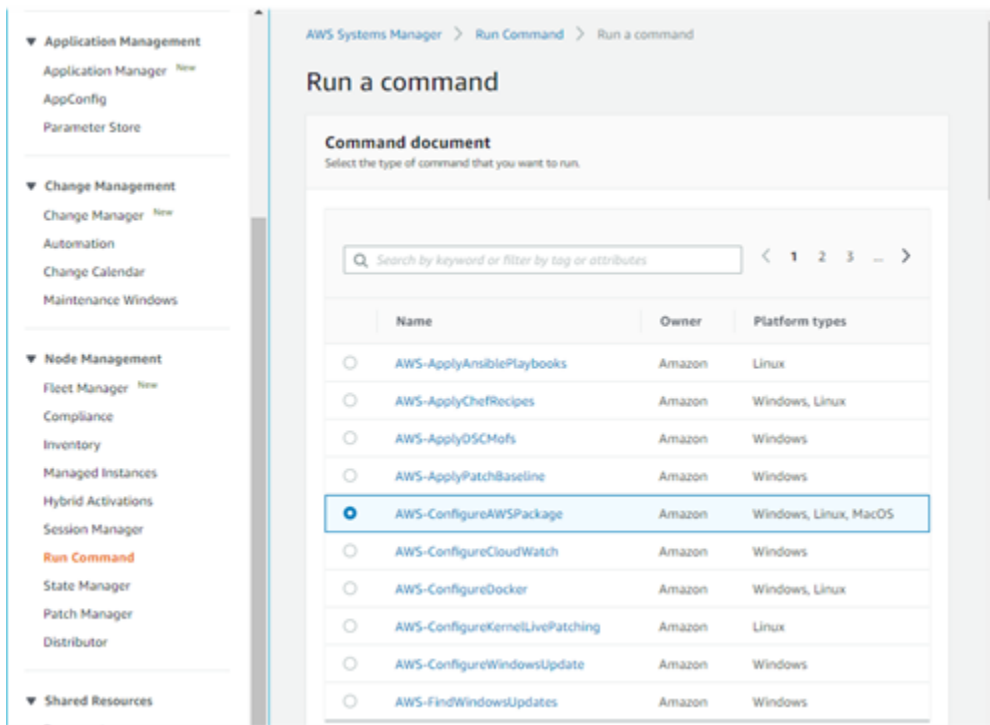 Application Management
Application Manager New
AppConfig
Parameter Store
Change Management
Change Manager New
Automation
Change Calendar
Maintenance Windows
Node Management
Fleet Manager New
Compliance
Inventory
Managed Instances
Hybrid Activations
Session Manager
Run Command
State Manager
Patch Manager
Distributor
Shared Resources
AWS Systems Manager > Run Command > Run a command
Run a command
Command document
Select the type of command that you want to run.
Search by keyword or filter by tag or attributes
< 1 2 3 ... >
Name Owner Platform types
AWS-ApplyAnsiblePlaybooks Amazon Linux
AWS-ApplyChefRecipes Amazon Windows, Linux
AWS-ApplyDSCMofs Amazon Windows
AWS-ApplyPatchBaseline Amazon Windows
AWS-ConfigureAWSPackage Amazon Windows, Linux, MacOS
AWS-ConfigureCloudWatch Amazon Windows
AWS-ConfigureDocker Amazon Windows, Linux
AWS-ConfigureKernelLivePatching Amazon Linux
AWS-ConfigureWindowsUpdate Amazon Windows
AWS-FindWindowsUpdates Amazon Windows